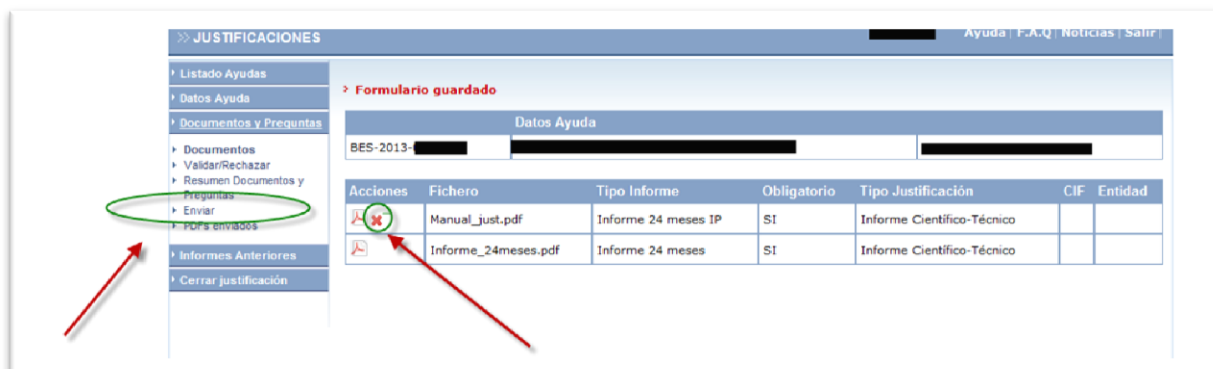 >> JUSTIFICACIONES
Ayuda | F.A.Q | Noticias | Salir |
Listado Ayudas
Datos Ayuda
Documentos y Preguntas
Documentos
Validar/Rechazar
Resumen Documentos y
Preguntas
Enviar
PDFs enviados
Informes Anteriores
Cerrar justificación
Formulario guardado
Datos Ayuda
BES-2013-
Acciones Fichero Tipo Informe Obligatorio Tipo Justificación CIF Entidad
Manual_just.pdf Informe 24 meses IP SI Informe Científico-Técnico
Informe_24meses.pdf Informe 24 meses SI Informe Científico-Técnico